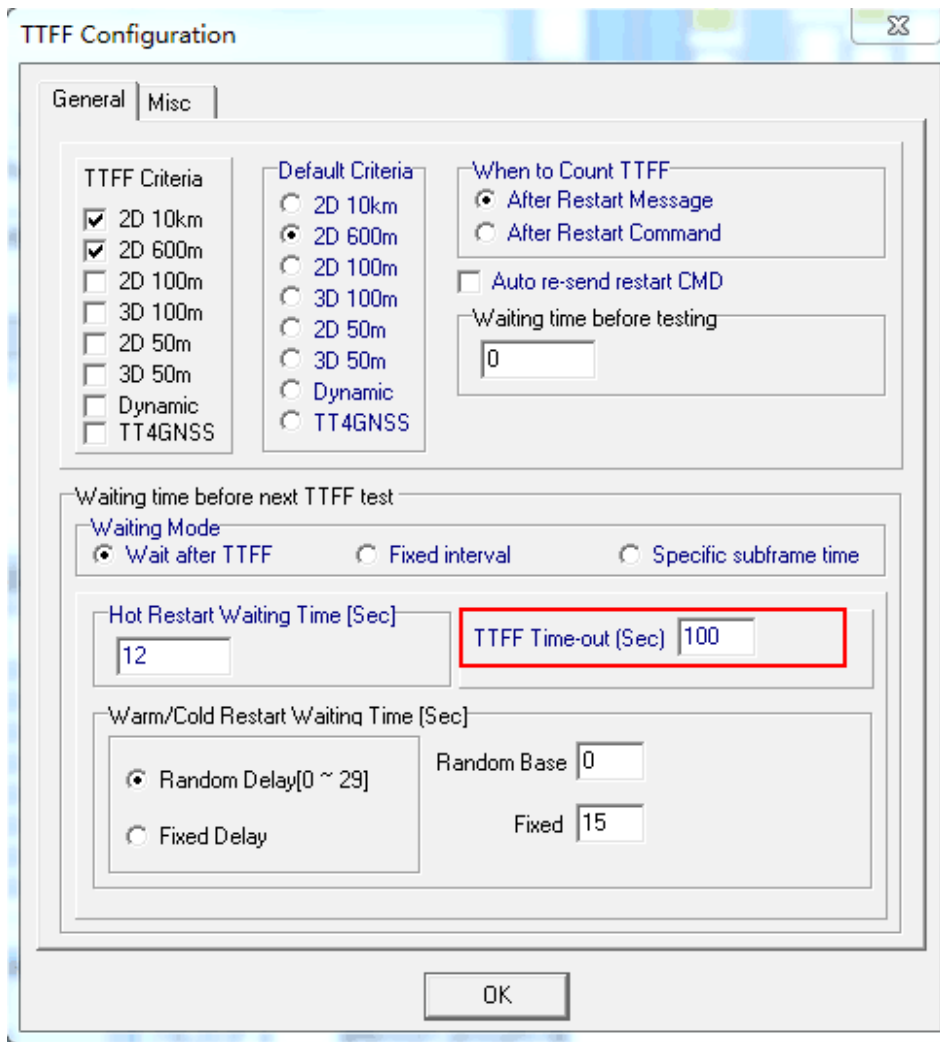 TTFF Configuration
General
Misc
TTFF Criteria
2D 10km
2D 600m
2D 100m
3D 100m
2D 50m
3D 50m
Dynamic
TT4GNSS
Default Criteria
2D 10km
2D 600m
2D 100m
3D 100m
2D 50m
3D 50m
Dynamic
TT4GNSS
When to Count TTFF
After Restart Message
After Restart Command
Auto re-send restart CMD
Waiting time before testing
0
Waiting time before next TTFF test
Waiting Mode
Wait after TTFF
Fixed interval
Specific subframe time
Hot Restart Waiting Time [Sec]
12
TTFF Time-out (Sec) 100
Warm/Cold Restart Waiting Time [Sec]
Random Delay[0 ~ 29]
Fixed Delay
Random Base 0
Fixed 15
OK